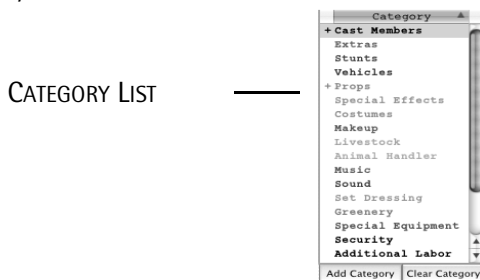 Category
+ Cast Members
Extras
Stunts
Vehicles
+ Props
Special Effects
Costumes
CATEGORY LIST
Makeup
Livestock
Animal Handler
Music
Sound
Set Dressing
Greenery
Special Equipment
Security
Additional Labor
Add Category Clear Category